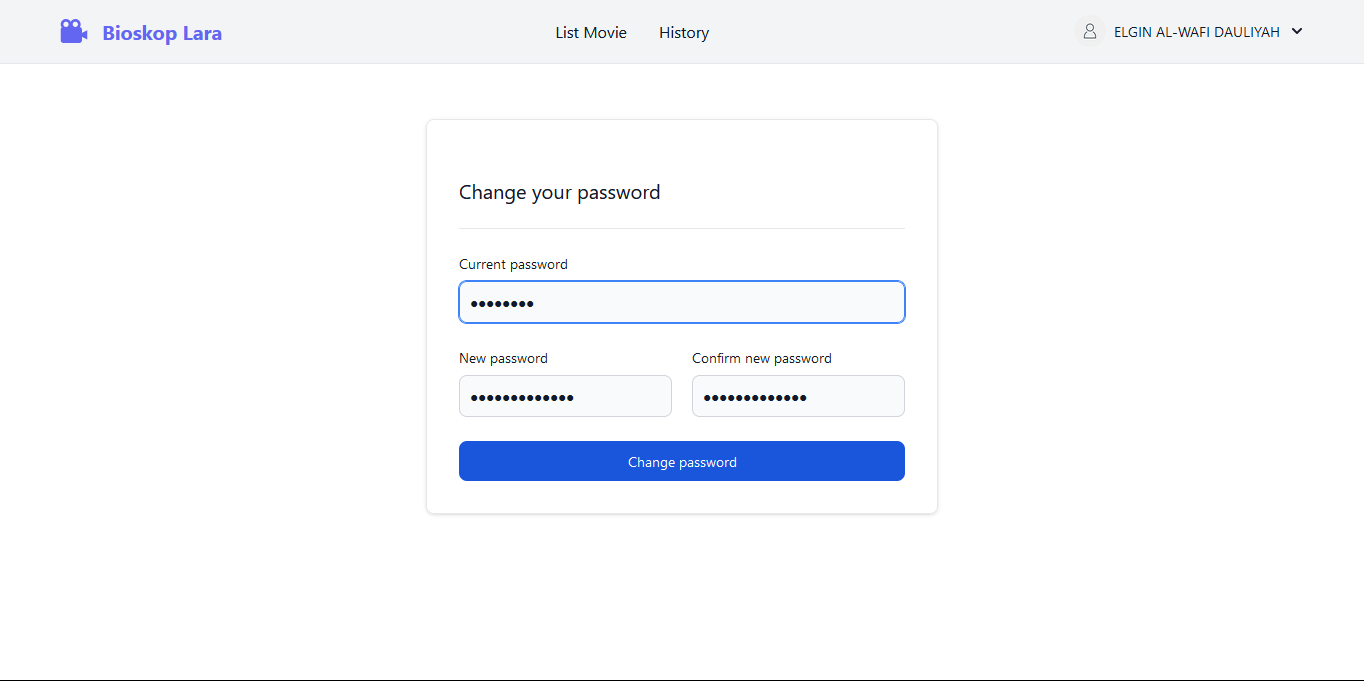 Bioskop Lara
List Movie
History
ELGIN AL-WAFI DAULIYAH
Change your password
Current password
••••••••
New password
Confirm new password
•••••••••••••
•••••••••••••
Change password